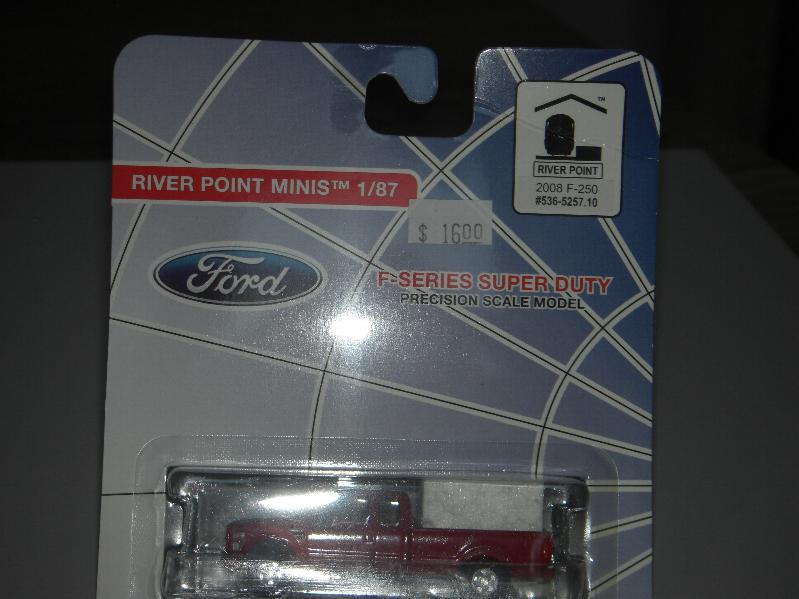 RIVER POINT MINIS™ 1/87
™
RIVER POINT
2008 F-250
#536-5257.10
$ 16.00
Ford
F-SERIES SUPER DUTY
PRECISION SCALE MODEL